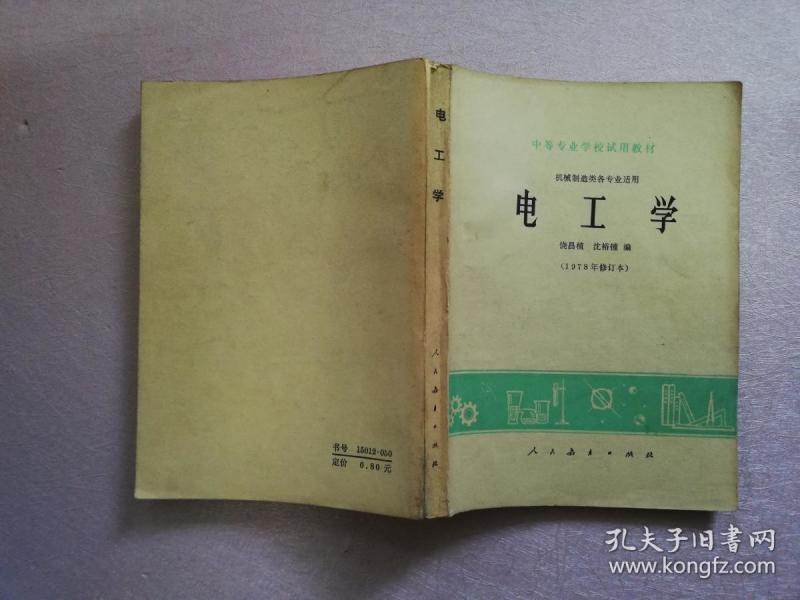 中等专业学校试用教材
机械制造类各专业适用
电工学
饶昌植 沈裕锺 编
(1978年修订本)
人民教育出版社
电工学
人民教育出版社
书号 15012·050
定价 0.80元
孔夫子旧书网
www.kongfz.com